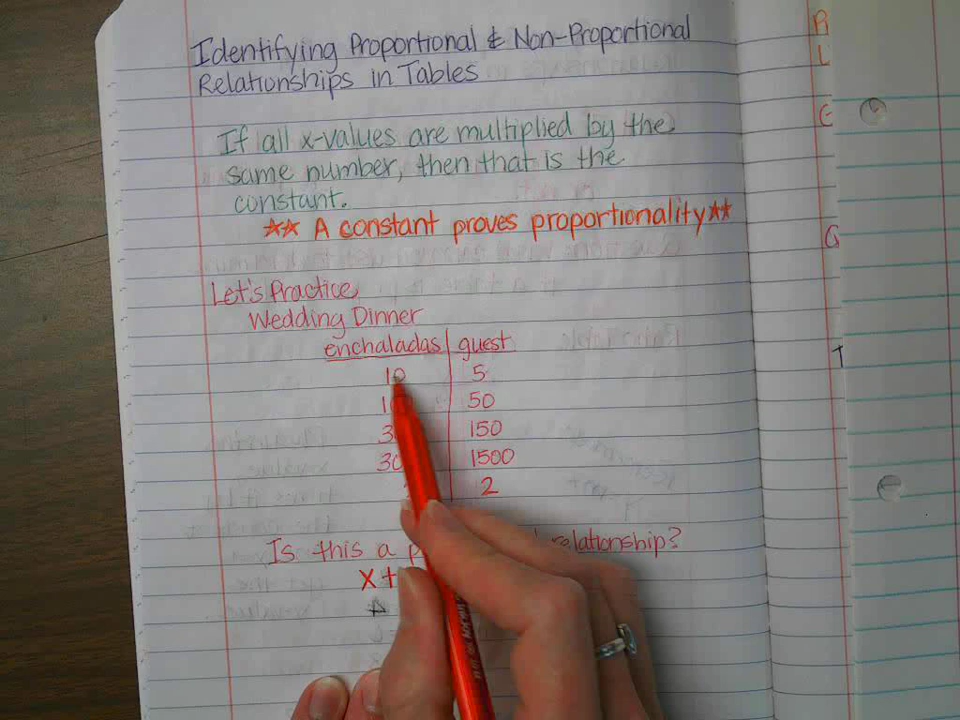 Identifying Proportional & Non-Proportional
Relationships in Tables
If all x-values are multiplied by the
same number, then that is the
constant.
** A constant proves proportionality**
Let's Practice
Wedding Dinner
enchaladas guest
10 5
50
150
1500
2
Is this a relationship?
X+
R
L
E
G
T